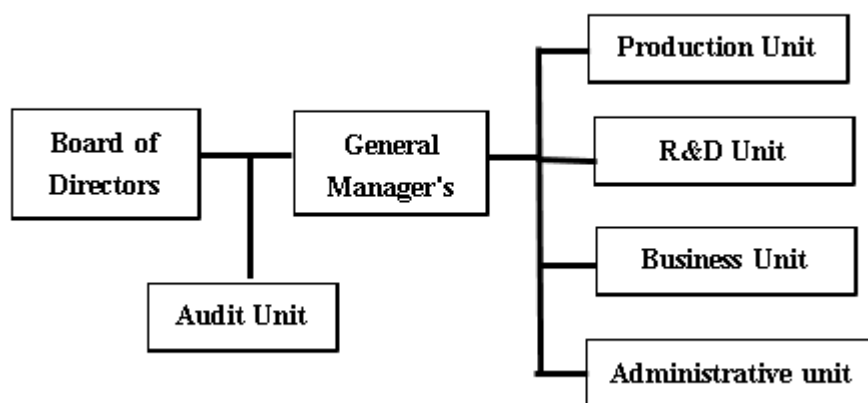 Board of
Directors
Audit Unit
General
Manager's
Production Unit
R&D Unit
Business Unit
Administrative unit